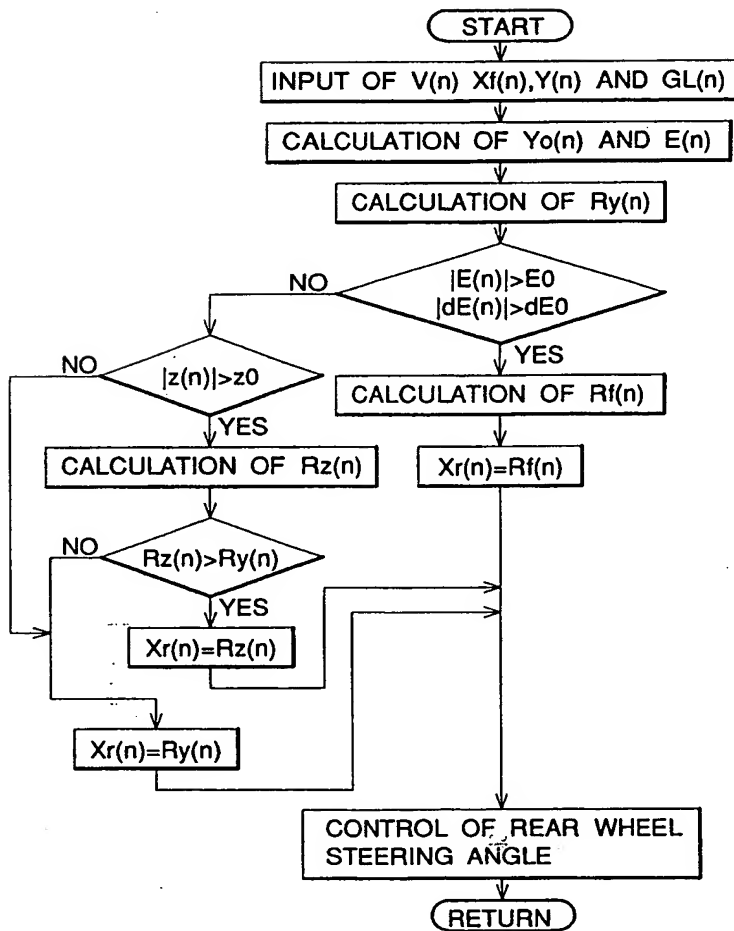 START
INPUT OF V(n) Xf(n),Y(n) AND GL(n)
CALCULATION OF Yo(n) AND E(n)
CALCULATION OF Ry(n)
|E(n)|>E0
|dE(n)|>dE0
NO
YES
|z(n)|>z0
NO
YES
CALCULATION OF Rf(n)
Xr(n)=Rf(n)
CALCULATION OF Rz(n)
Rz(n)>Ry(n)
NO
YES
Xr(n)=Rz(n)
Xr(n)=Ry(n)
CONTROL OF REAR WHEEL
STEERING ANGLE
RETURN